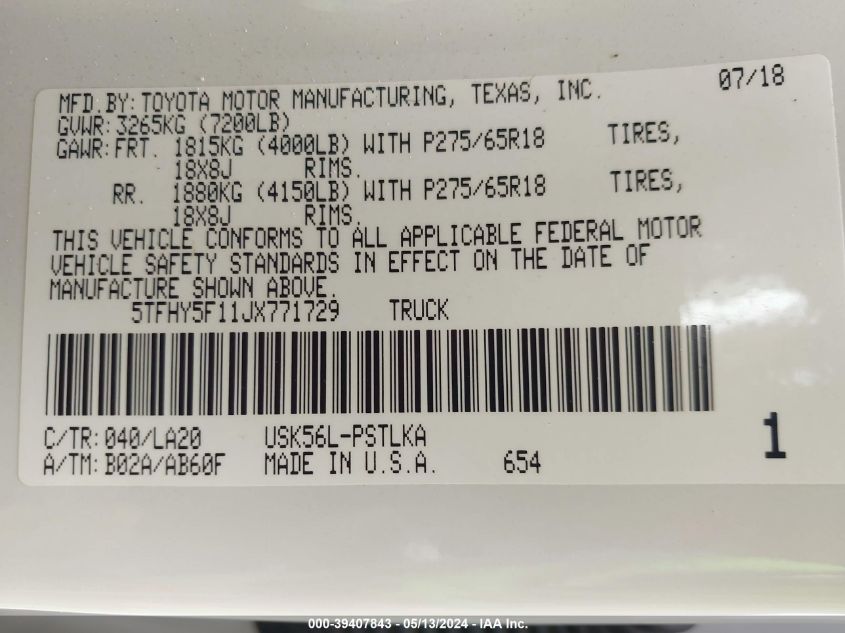 07/18
MFD.BY:TOYOTA MOTOR MANUFACTURING, TEXAS, INC.
GVWR:3265KG (7200LB)
GAWR:FRT. 1815KG (4000LB) WITH P275/65R18 TIRES,
18X8J RIMS.
RR. 1880KG (4150LB) WITH P275/65R18 TIRES,
18X8J RIMS.
THIS VEHICLE CONFORMS TO ALL APPLICABLE FEDERAL MOTOR
VEHICLE SAFETY STANDARDS IN EFFECT ON THE DATE OF
MANUFACTURE SHOWN ABOVE.
5TFHY5F11JX771729 TRUCK
C/TR:040/LA20 USK56L-PSTLKA
A/TM:B02A/AB60F MADE IN U.S.A. 654
1
000-39407843 - 05/13/2024 - IAA Inc.